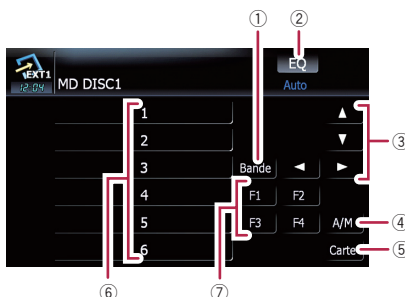 ① ②
EXT1
12:04
MD DISC1
EQ
Auto
1
2
3
4
5
6
Bande
F1 F2
F3 F4 A/M
Carte
③
④
⑤
⑥ ⑦